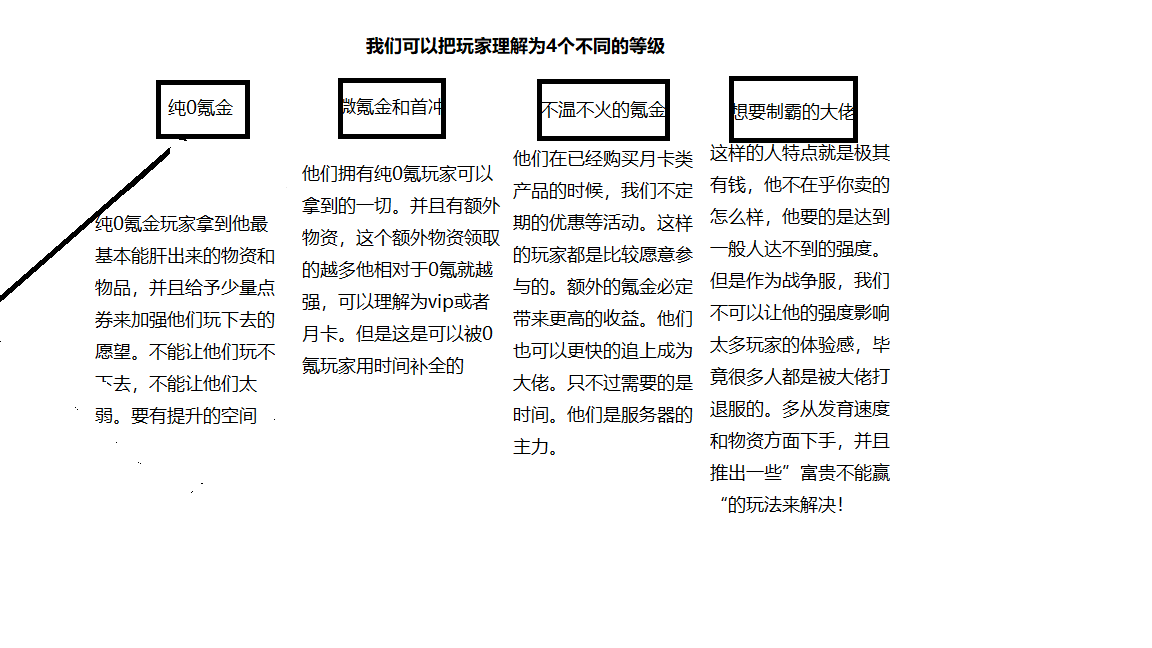 我们可以把玩家理解为4个不同的等级
纯0氪金
纯0氪金玩家拿到他最
基本能肝出来的物资和
物品，并且给予少量点
券来加强他们玩下去的
愿望。不能让他们玩不
下去，不能让他们太
弱。要有提升的空间
微氪金和首冲
他们拥有纯0氪玩家可以
拿到的一切。并且有额外
物资，这个额外物资领取
的越多他相对于0氪就越
强，可以理解为vip或者
月卡。但是这是可以被0
氪玩家用时间补全的
不温不火的氪金
他们在已经购买月卡类
产品的时候，我们不定
期的优惠等活动。这样
的玩家都是比较愿意参
与的。额外的氪金必定
带来更高的收益。他们
也可以更快的追上成为
大佬。只不过需要的是
时间。他们是服务器的
主力。
想要制霸的大佬
这样的人特点就是极其
有钱，他不在乎你卖的
怎么样，他要的是达到
一般人达不到的强度。
但是作为战争服，我们
不可以让他的强度影响
太多玩家的体验感，毕
竟很多人都是被大佬打
退服的。多从发育速度
和物资方面下手，并且
推出一些”富贵不能赢
“的玩法来解决！